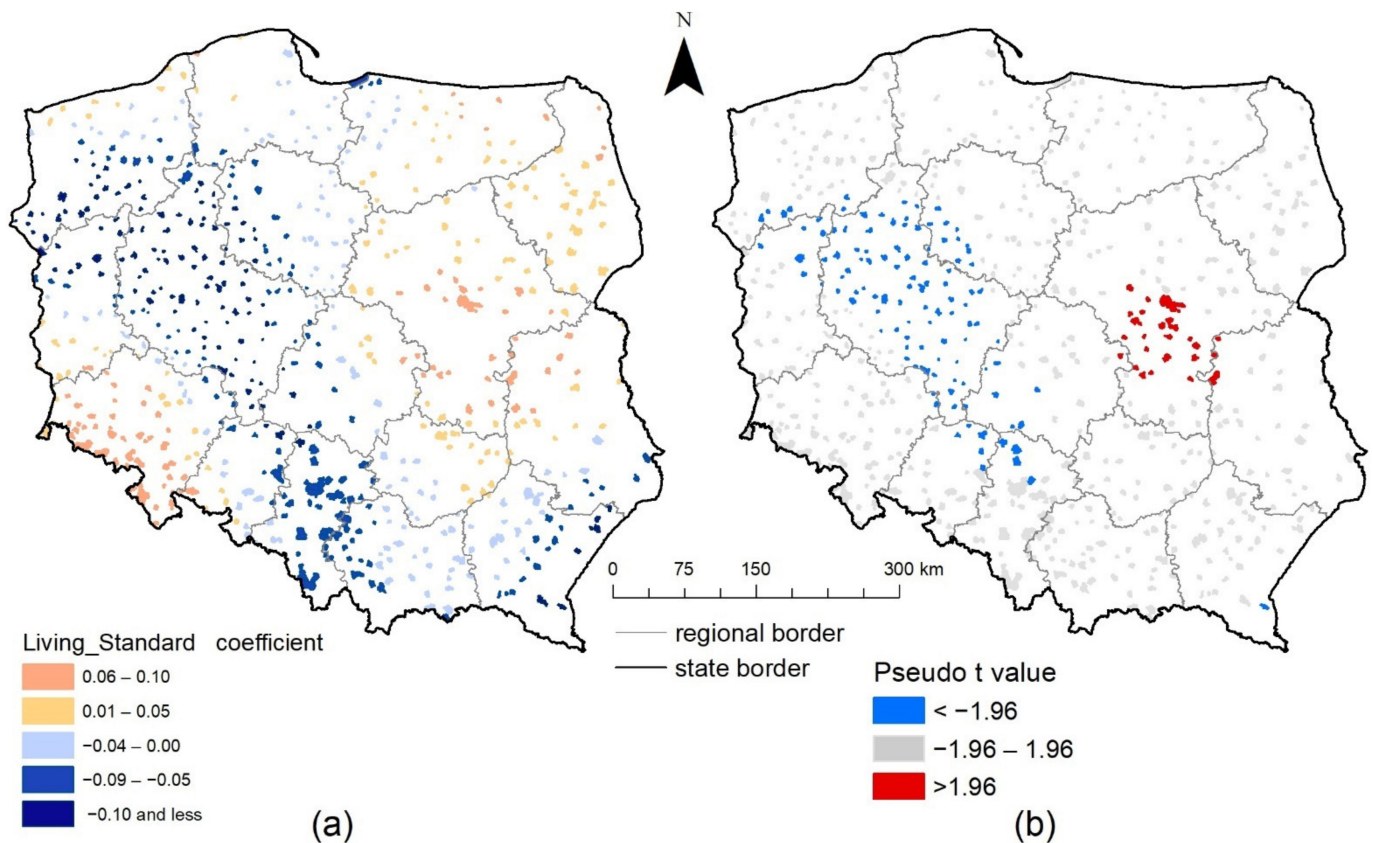 N
0 75 150 300 km
regional border
state border
Living_Standard coefficient
0.06 – 0.10
0.01 – 0.05
−0.04 – 0.00
−0.09 – −0.05
−0.10 and less
(a)
Pseudo t value
< −1.96
−1.96 – 1.96
>1.96
(b)